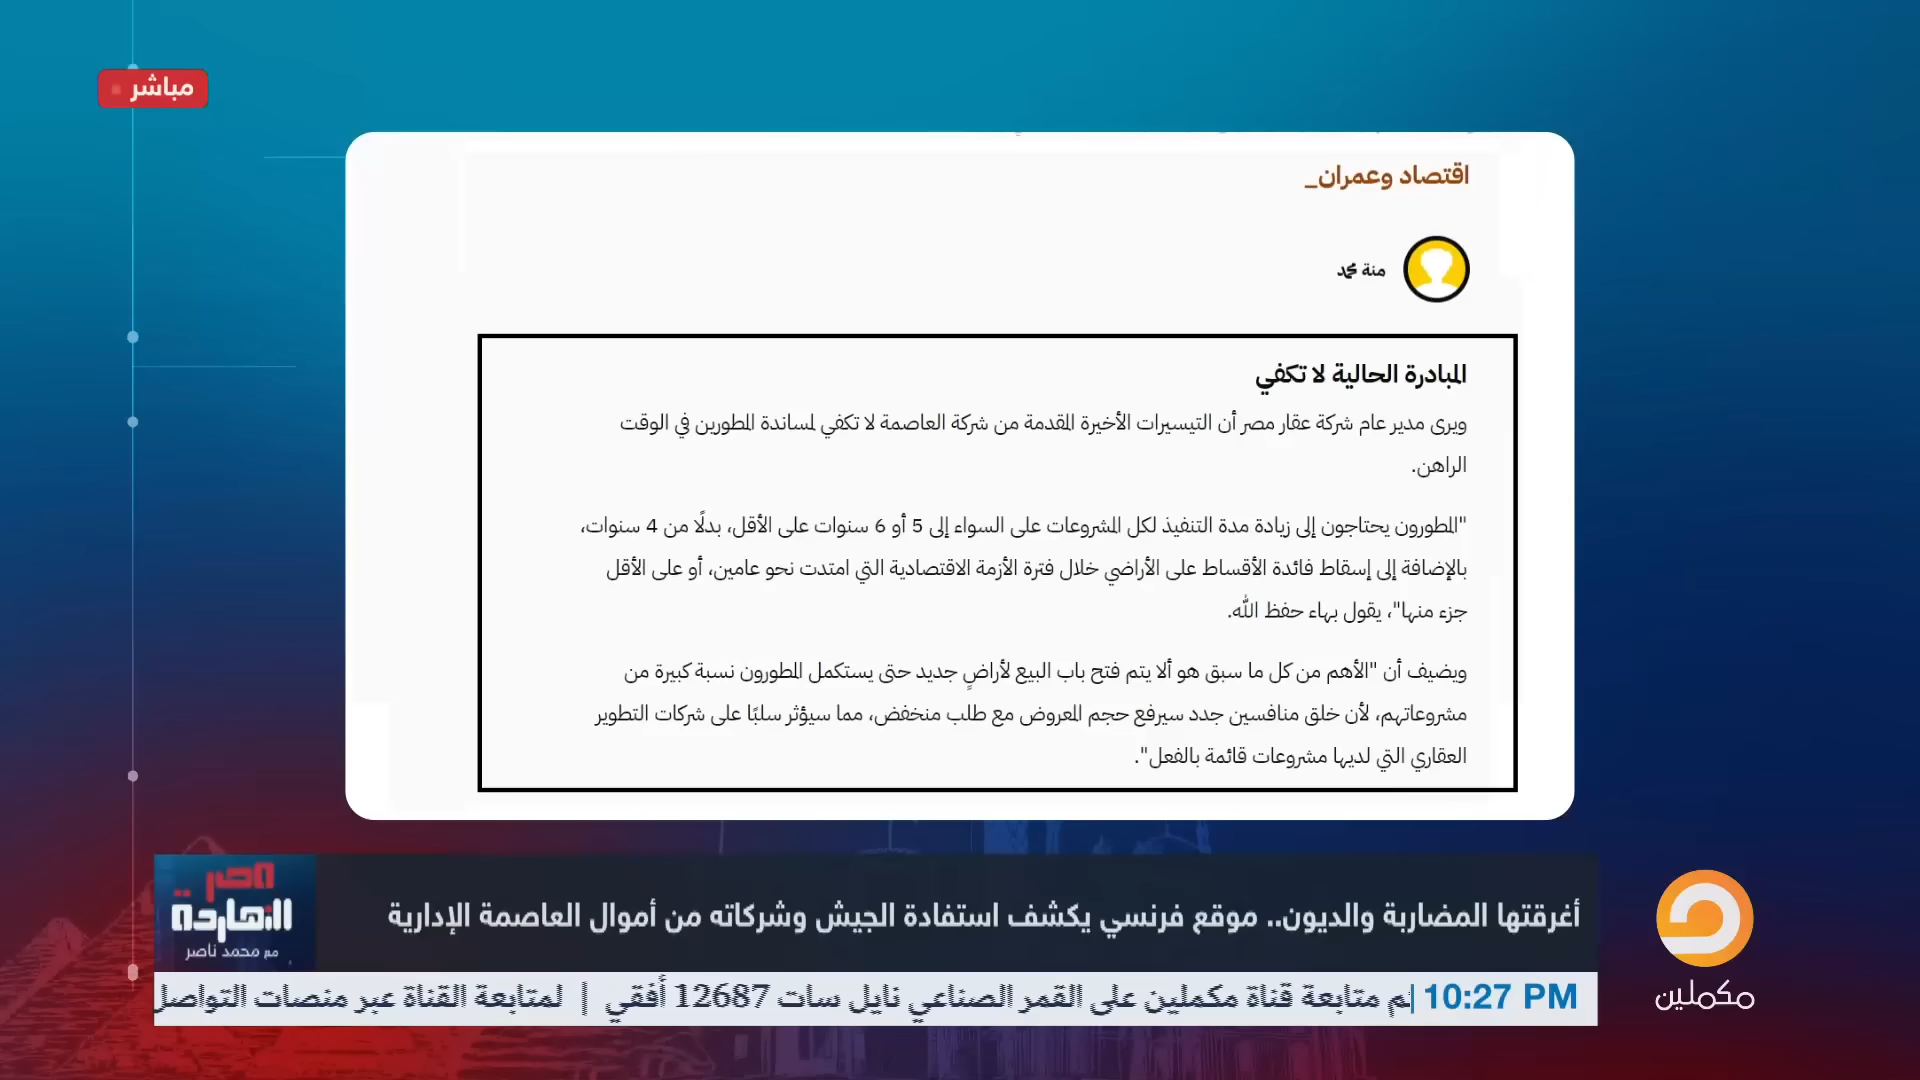 مباشر
اقتصاد وعمران_
منة محمد
المبادرة الحالية لا تكفي
ويرى مدير عام شركة عقار مصر أن التيسيرات الأخيرة المقدمة من شركة العاصمة لا تكفي لمساندة المطورين في الوقت
الراهن.
"المطورون يحتاجون إلى زيادة مدة التنفيذ لكل المشروعات على السواء إلى 5 أو 6 سنوات على الأقل، بدلًا من 4 سنوات،
بالإضافة إلى إسقاط فائدة الأقساط على الأراضي خلال فترة الأزمة الاقتصادية التي امتدت نحو عامين، أو على الأقل
جزء منها"، يقول بهاء حفظ الله.
ويضيف أن "الأهم من كل ما سبق هو ألا يتم فتح باب البيع لأراضٍ جديد حتى يستكمل المطورون نسبة كبيرة من
مشروعاتهم، لأن خلق منافسين جدد سيرفع حجم المعروض مع طلب منخفض، مما سيؤثر سلبًا على شركات التطوير
العقاري التي لديها مشروعات قائمة بالفعل".
مصر
النهاردة
مع محمد ناصر
أغرقتها المضاربة والديون.. موقع فرنسي يكشف استفادة الجيش وشركاته من أموال العاصمة الإدارية
10:27 PM
متابعة قناة مكملين على القمر الصناعي نايل سات 12687 أفقي | لمتابعة القناة عبر منصات التواصل
مكملين